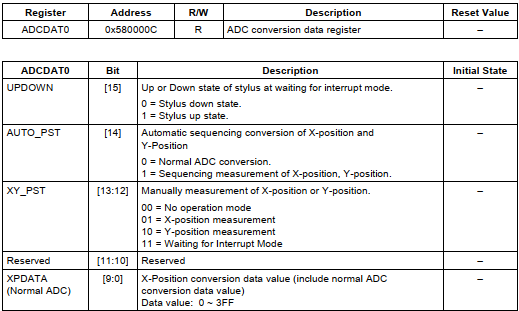 Register Address R/W Description Reset Value
ADCDAT0 0x580000C R ADC conversion data register –
ADCDAT0 Bit Description Initial State
UPDOWN [15] Up or Down state of stylus at waiting for interrupt mode. –
0 = Stylus down state.
1 = Stylus up state.
AUTO_PST [14] Automatic sequencing conversion of X-position and –
Y-Position
0 = Normal ADC conversion.
1 = Sequencing measurement of X-position, Y-position.
XY_PST [13:12] Manually measurement of X-position or Y-position. –
00 = No operation mode
01 = X-position measurement
10 = Y-position measurement
11 = Waiting for Interrupt Mode
Reserved [11:10] Reserved –
XPDATA [9:0] X-Position conversion data value (include normal ADC –
(Normal ADC) conversion data value)
Data value: 0 ~ 3FF